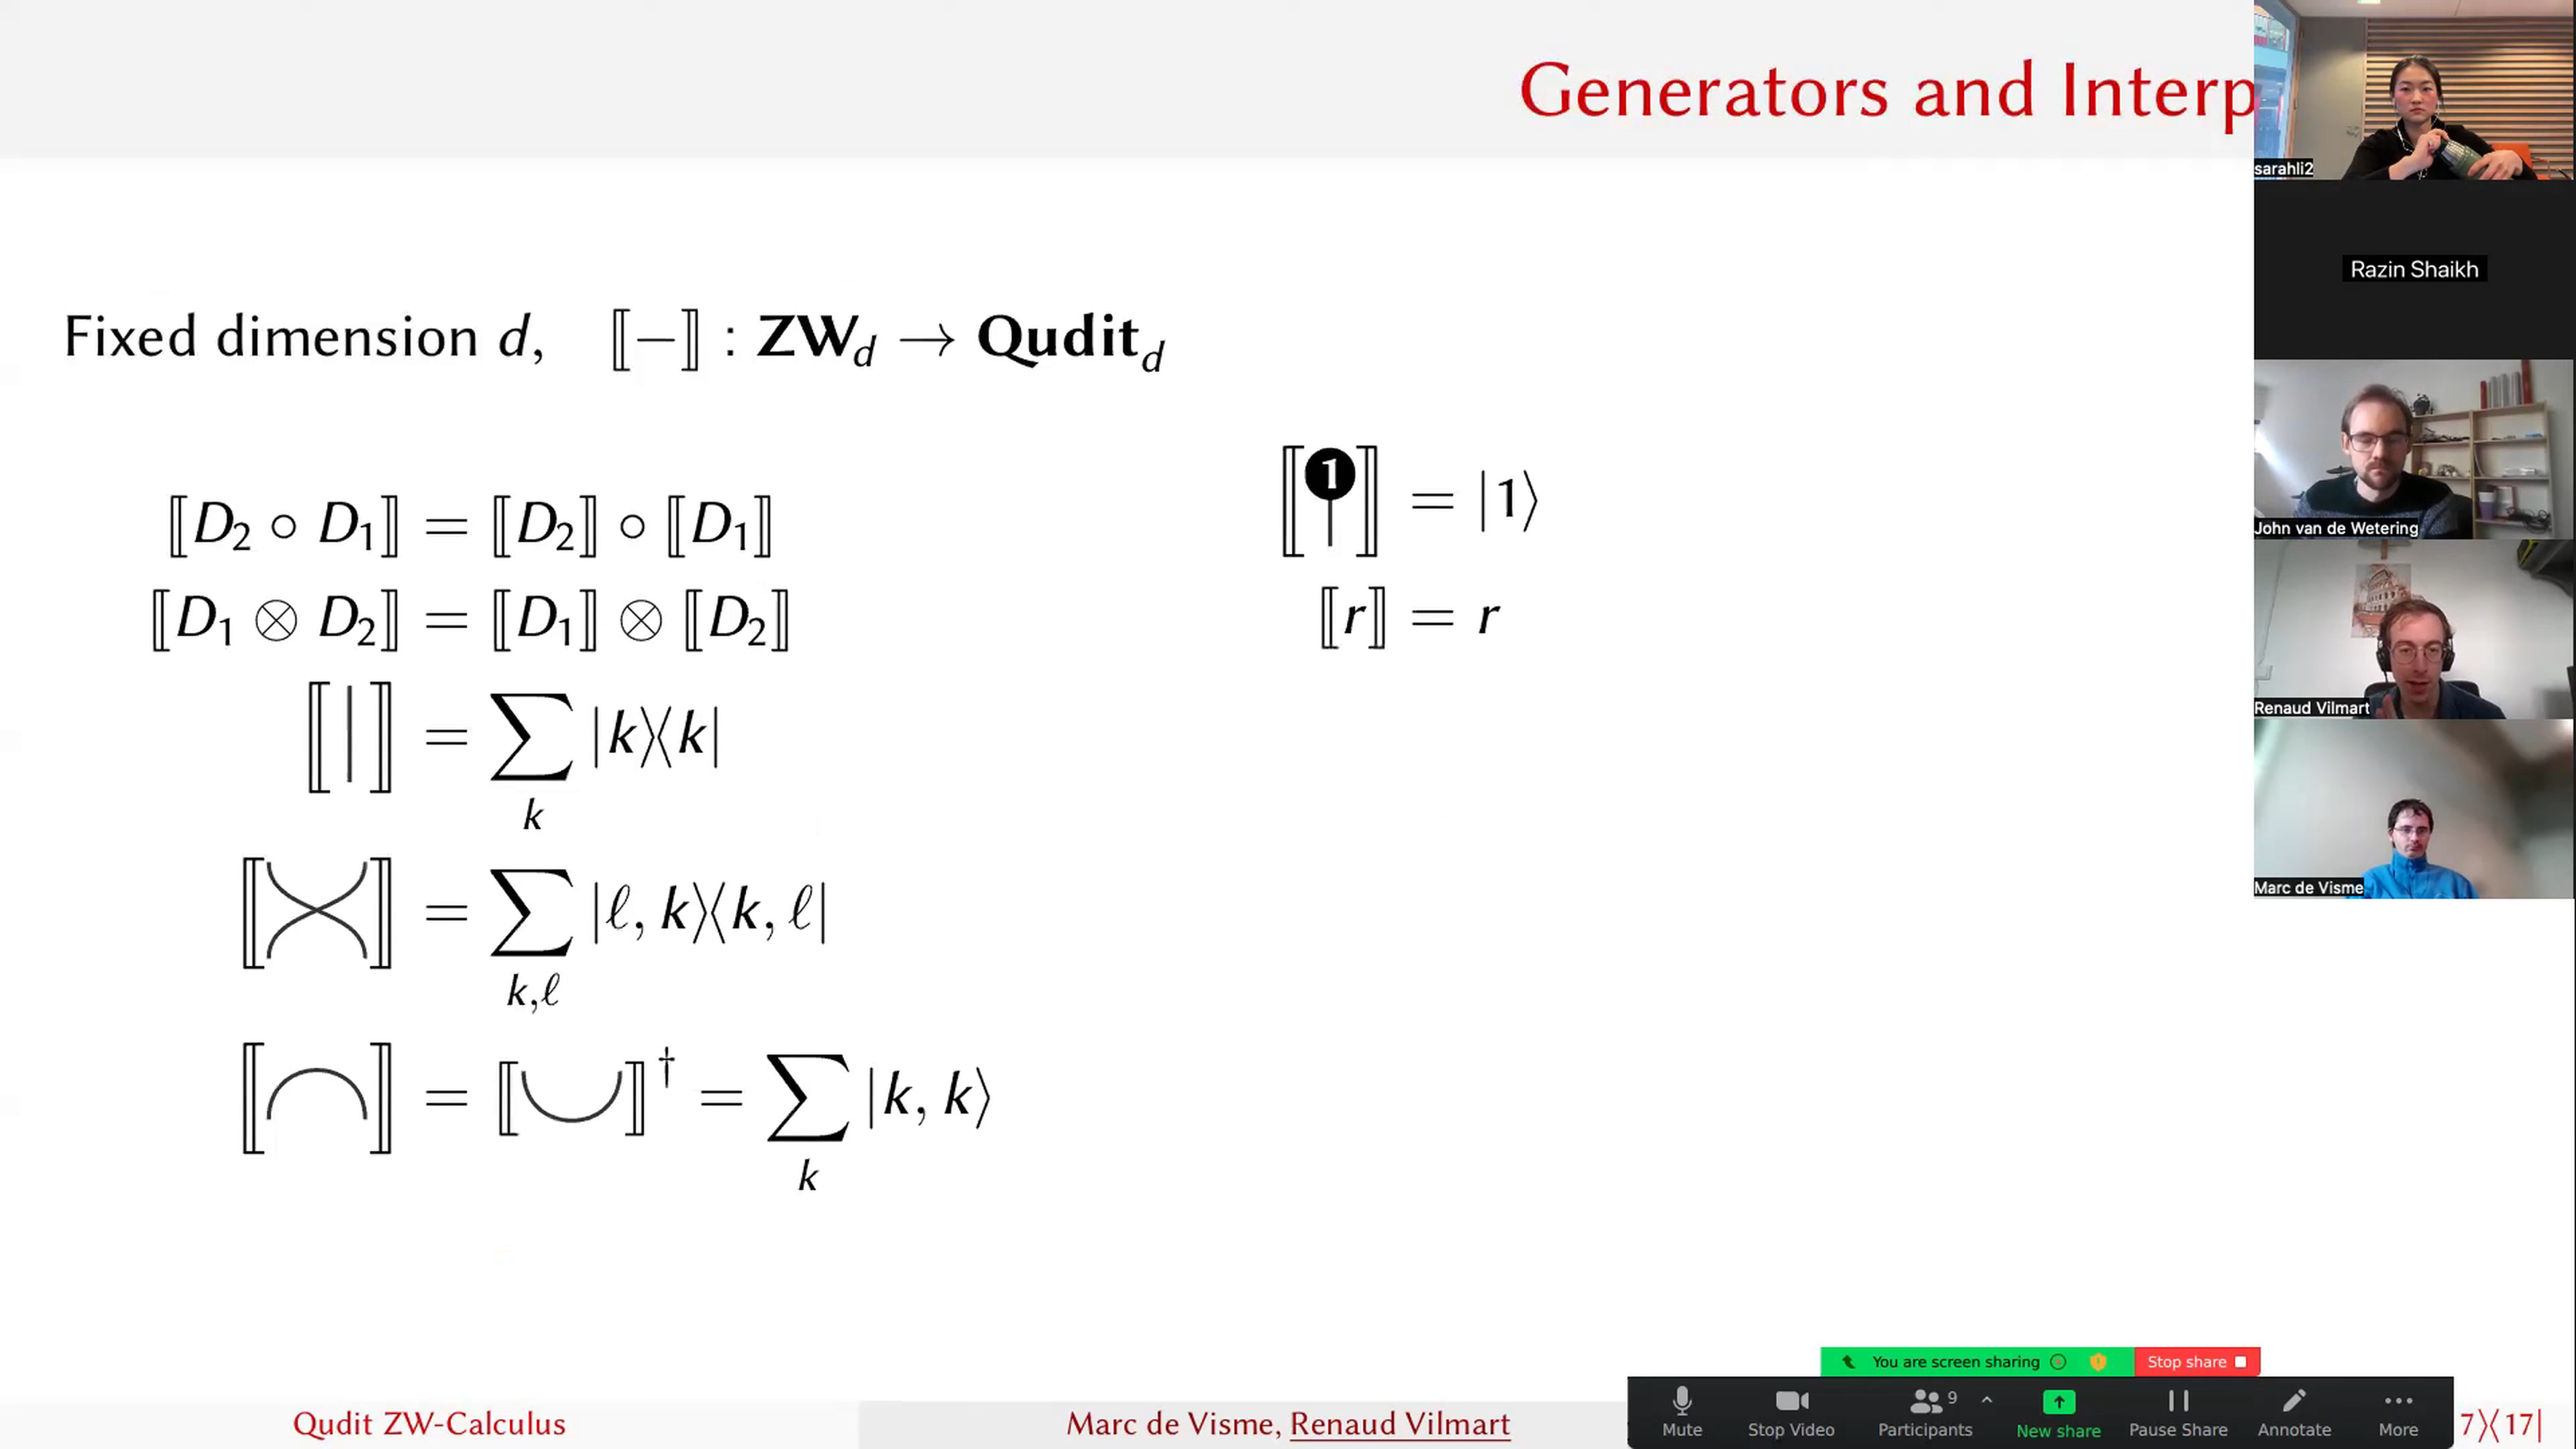 Generators and Interp
Fixed dimension d, ⟦−⟧ : ZW_d → Qudit_d
⟦D₂ ∘ D₁⟧ = ⟦D₂⟧ ∘ ⟦D₁⟧
⟦D₁ ⊗ D₂⟧ = ⟦D₁⟧ ⊗ ⟦D₂⟧
⟦|⟧ = ∑_k |k⟩⟨k|
= ∑_{k,ℓ} |ℓ, k⟩⟨k, ℓ|
⟦⌒⟧ = ⟦⌣⟧† = ∑_k |k, k⟩
⟦1⟧ = |1⟩
⟦r⟧ = r
sarahli2
Razin Shaikh
John van de Wetering
Renaud Vilmart
Marc de Visme
You are screen sharing
Stop share
Mute
Stop Video
Participants 9
New share
Pause Share
Annotate
More
Qudit ZW-Calculus
Marc de Visme, Renaud Vilmart
7⟩⟨17|